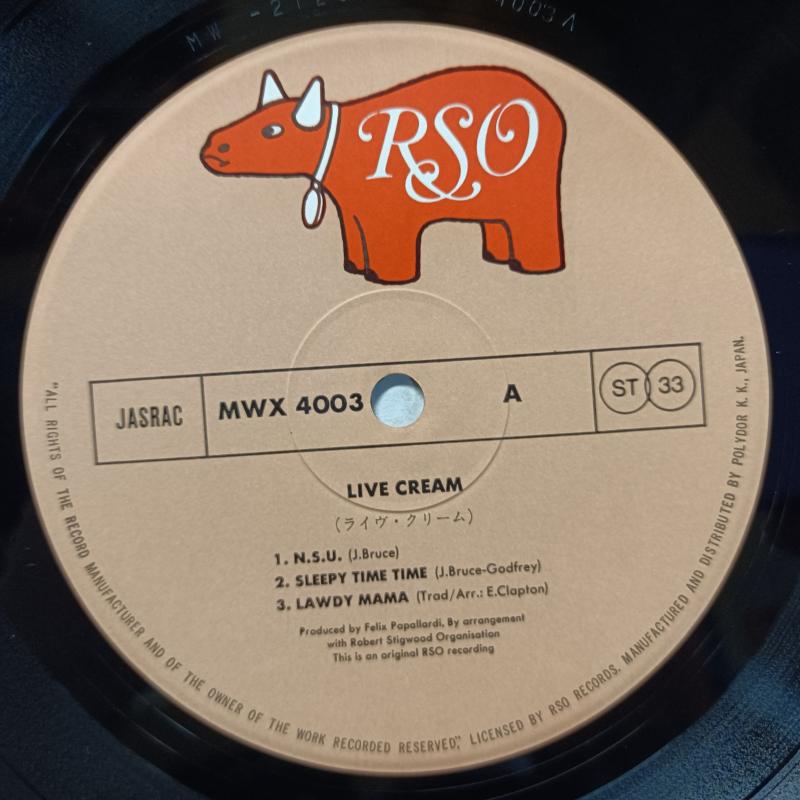 4003 A
RSO
JASRAC
MWX 4003
A
ST 33
LIVE CREAM
(ライヴ・クリーム)
1. N.S.U. (J.Bruce)
2. SLEEPY TIME TIME (J.Bruce-Godfrey)
3. LAWDY MAMA (Trad/Arr.: E.Clapton)
Produced by Felix Papallardi, By arrangement
with Robert Stigwood Organisation
This is an original RSO recording
"ALL RIGHTS OF THE RECORD MANUFACTURER AND OF THE OWNER OF THE WORK RECORDED RESERVED," LICENSED BY RSO RECORDS. MANUFACTURED AND DISTRIBUTED BY POLYDOR K. K., JAPAN.